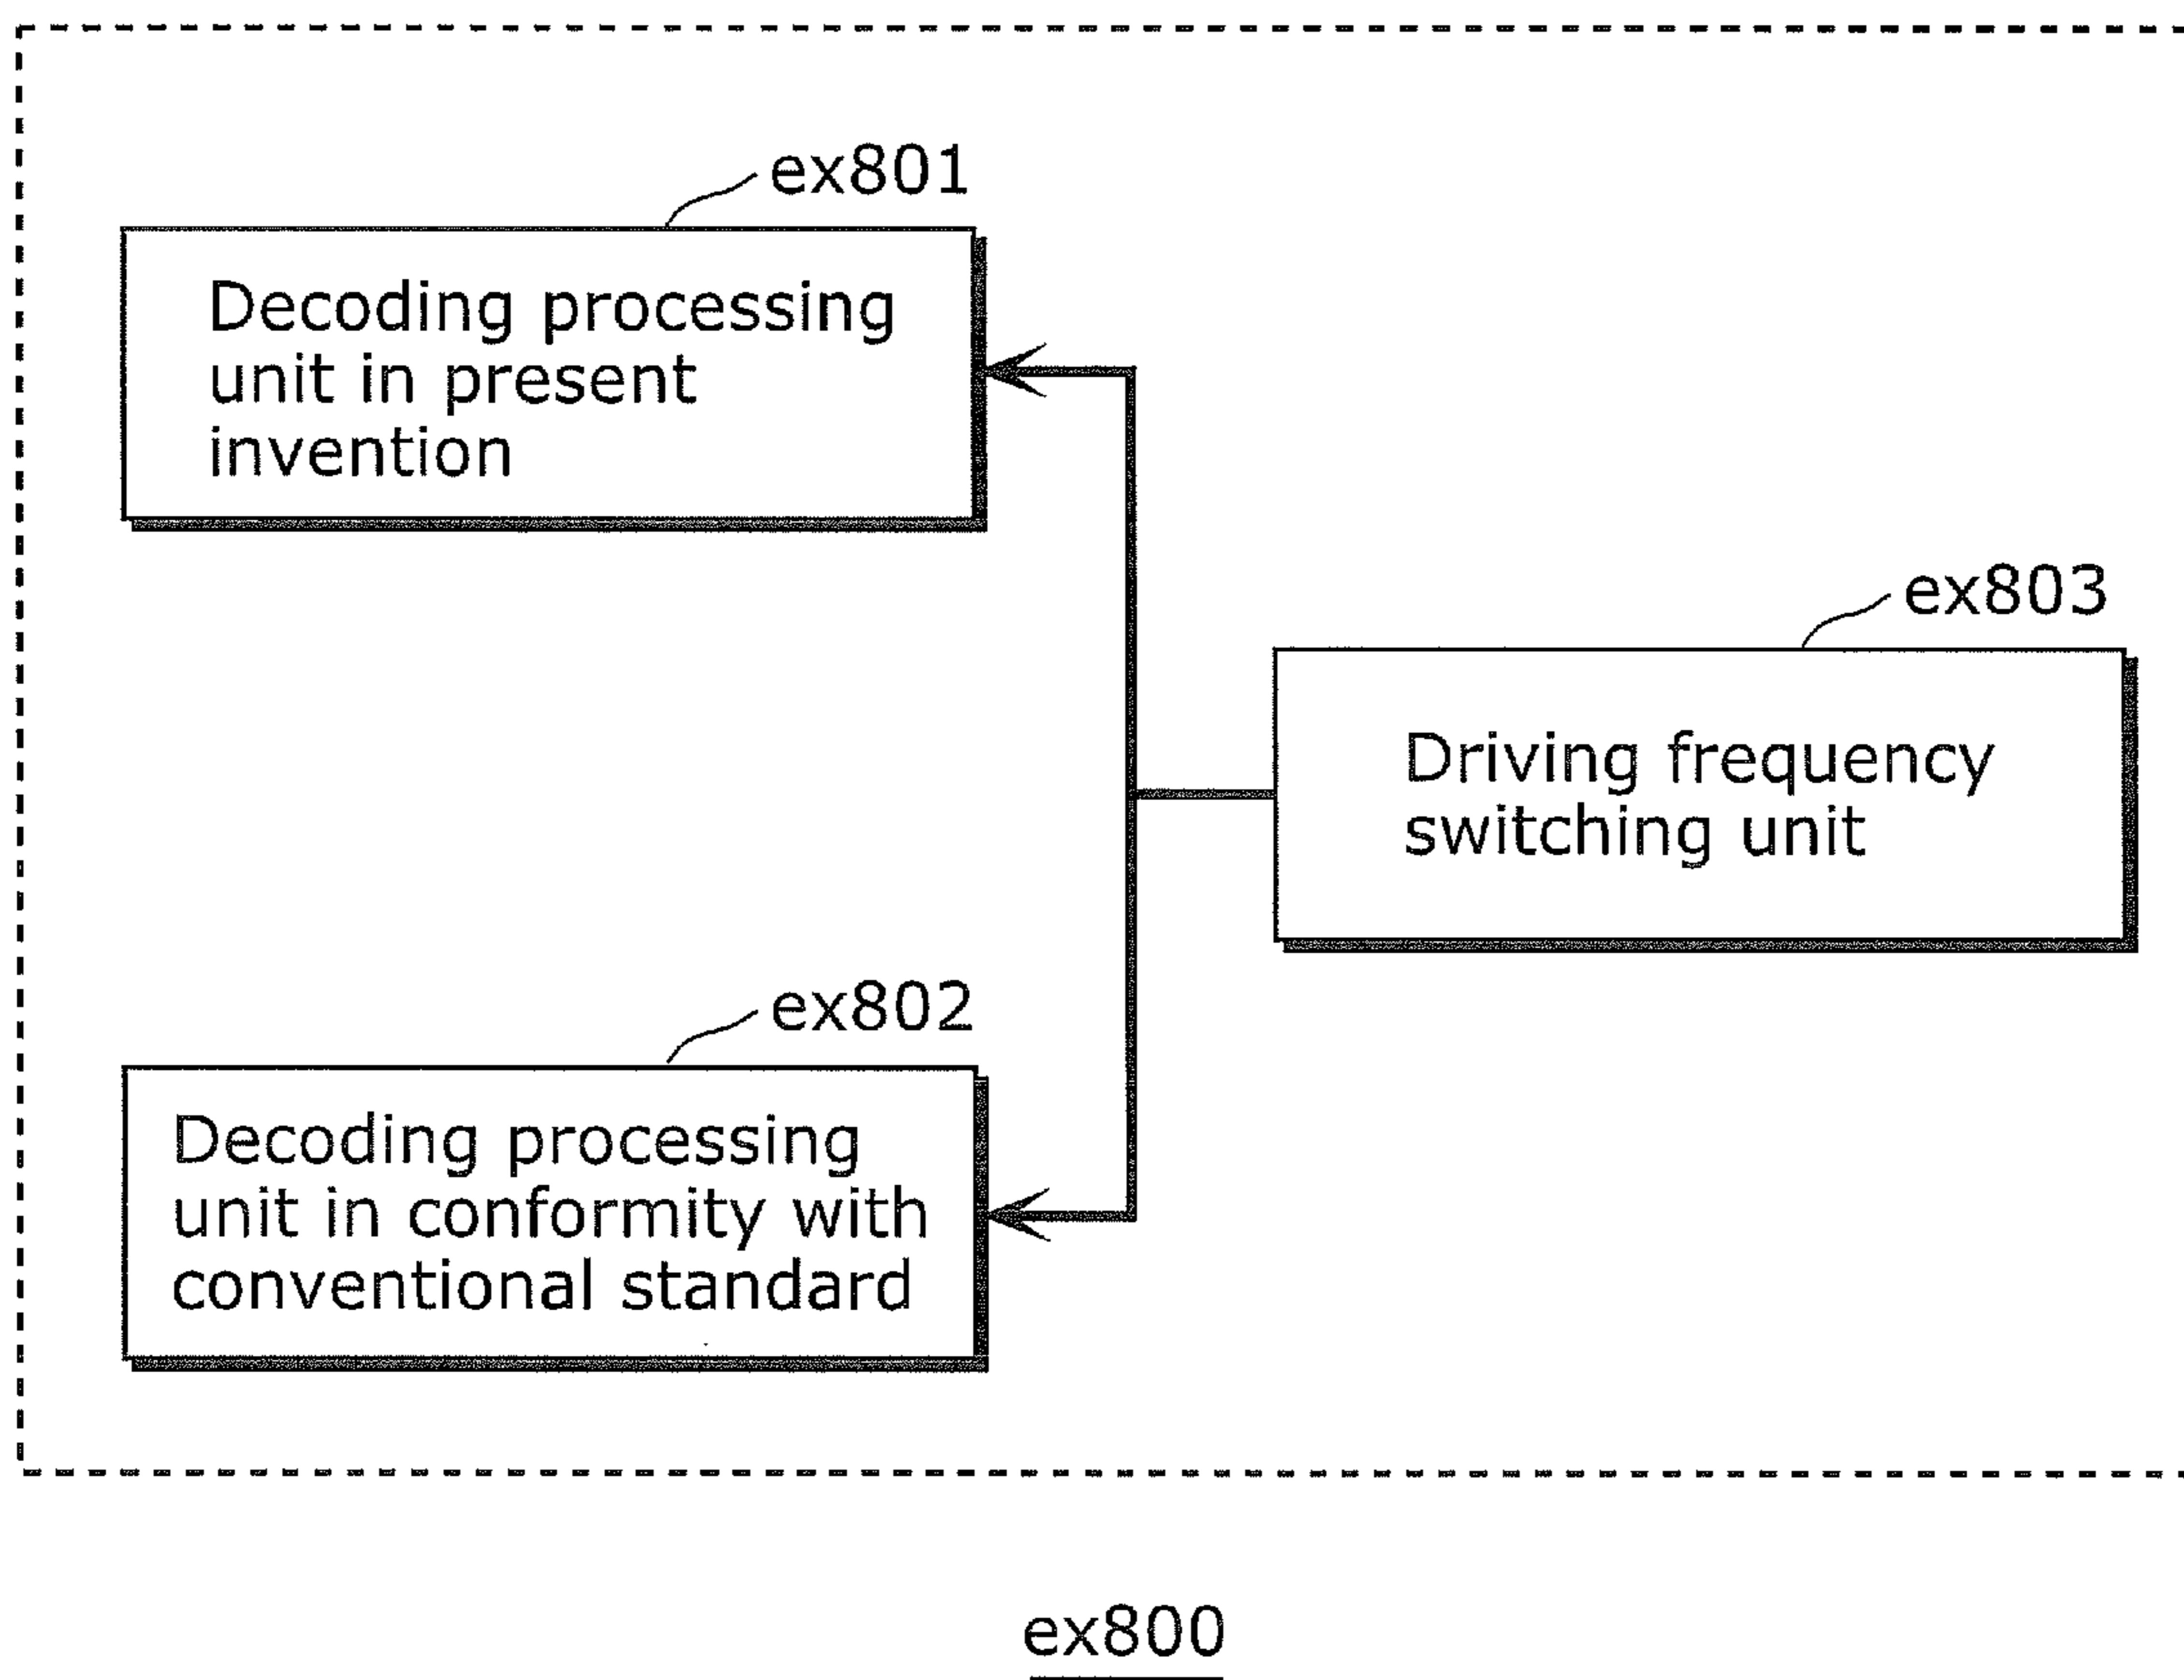 ex801
Decoding processing
unit in present
invention
ex803
Driving frequency
switching unit
ex802
Decoding processing
unit in conformity with
conventional standard
ex800